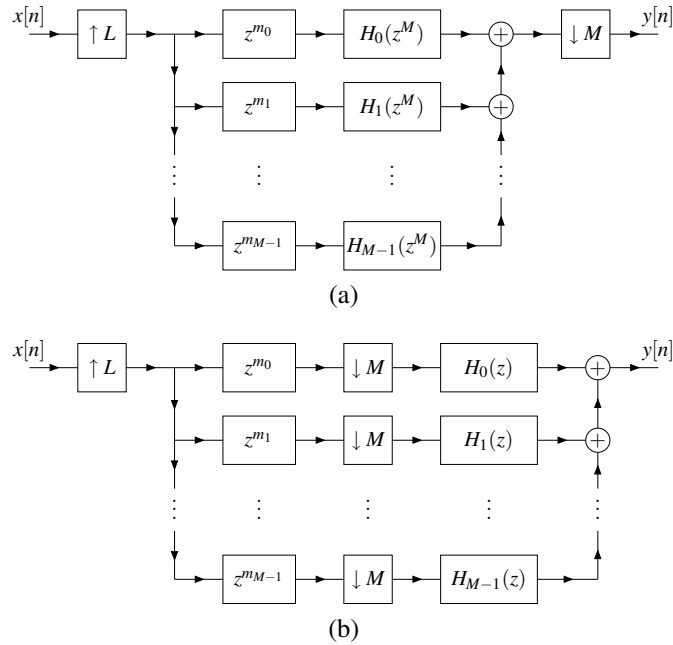 x[n] ↑ L z^{m_0} H_0(z^M) + ↓ M y[n]
z^{m_1} H_1(z^M) +
⋮ ⋮ ⋮ ⋮
z^{m_{M−1}} H_{M−1}(z^M)
(a)
x[n] ↑ L z^{m_0} ↓ M H_0(z) + y[n]
z^{m_1} ↓ M H_1(z) +
⋮ ⋮ ⋮ ⋮ ⋮
z^{m_{M−1}} ↓ M H_{M−1}(z)
(b)